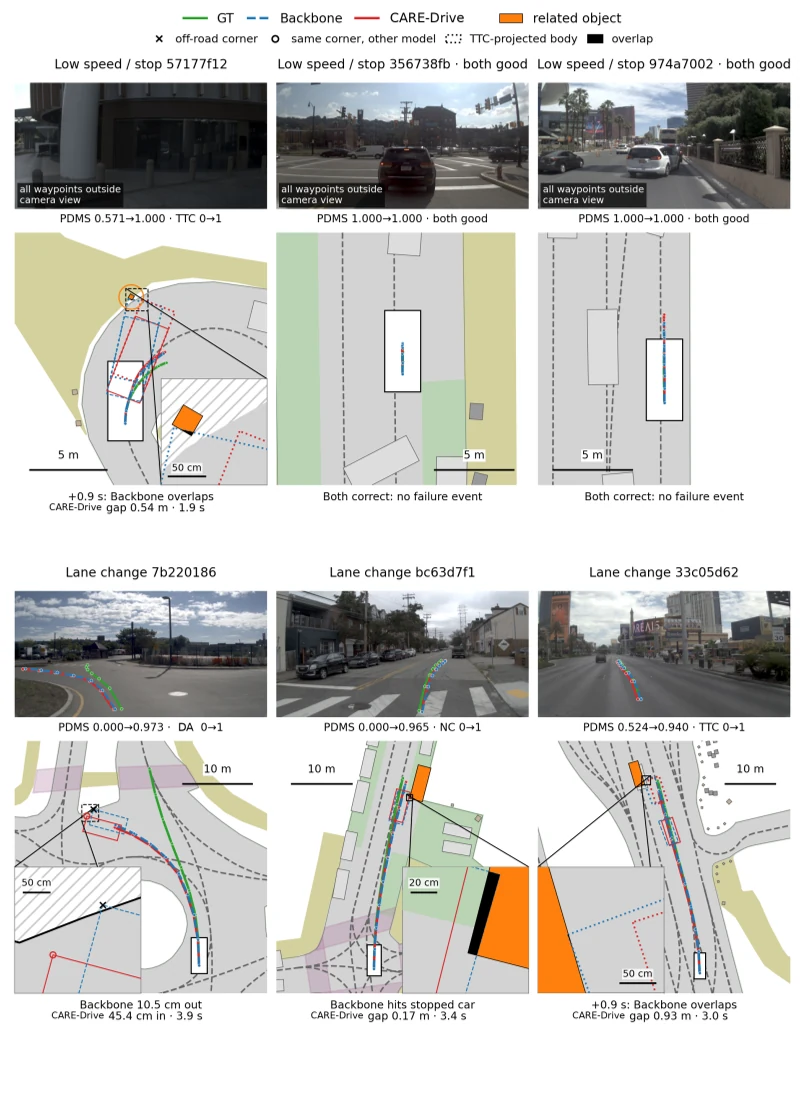 GT Backbone CARE-Drive related object
off-road corner same corner, other model TTC-projected body overlap
Low speed / stop 57177f12
Low speed / stop 356738fb · both good
Low speed / stop 974a7002 · both good
all waypoints outside
camera view
all waypoints outside
camera view
all waypoints outside
camera view
PDMS 0.571→1.000 · TTC 0→1
PDMS 1.000→1.000 · both good
PDMS 1.000→1.000 · both good
5 m
50 cm
5 m
5 m
+0.9 s: Backbone overlaps
CARE-Drive gap 0.54 m · 1.9 s
Both correct: no failure event
Both correct: no failure event
Lane change 7b220186
Lane change bc63d7f1
Lane change 33c05d62
PDMS 0.000→0.973 · DA 0→1
PDMS 0.000→0.965 · NC 0→1
PDMS 0.524→0.940 · TTC 0→1
10 m
50 cm
10 m
20 cm
10 m
50 cm
Backbone 10.5 cm out
CARE-Drive 45.4 cm in · 3.9 s
Backbone hits stopped car
CARE-Drive gap 0.17 m · 3.4 s
+0.9 s: Backbone overlaps
CARE-Drive gap 0.93 m · 3.0 s